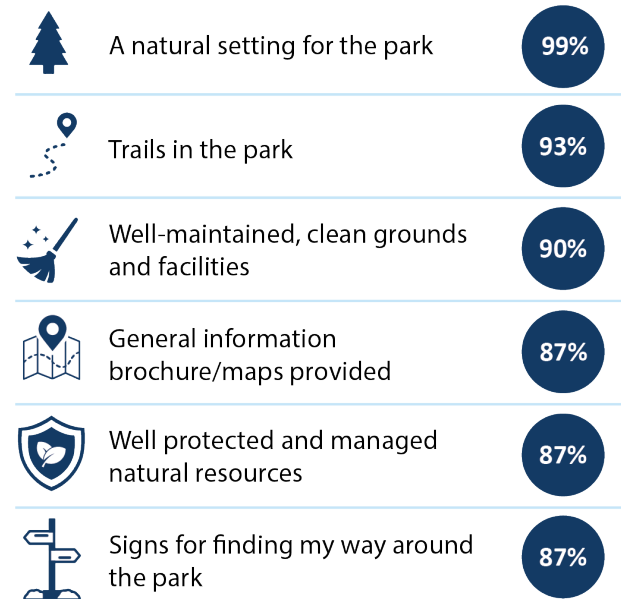 A natural setting for the park
99%
Trails in the park
93%
Well-maintained, clean grounds
and facilities
90%
General information
brochure/maps provided
87%
Well protected and managed
natural resources
87%
Signs for finding my way around
the park
87%